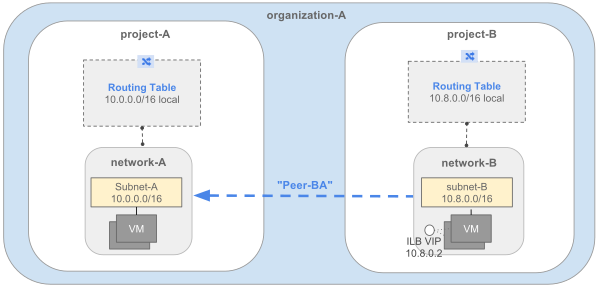 organization-A
project-A
Routing Table
10.0.0.0/16 local
network-A
Subnet-A
10.0.0.0/16
VM
"Peer-BA"
project-B
Routing Table
10.8.0.0/16 local
network-B
subnet-B
10.8.0.0/16
VM
ILB VIP
10.8.0.2